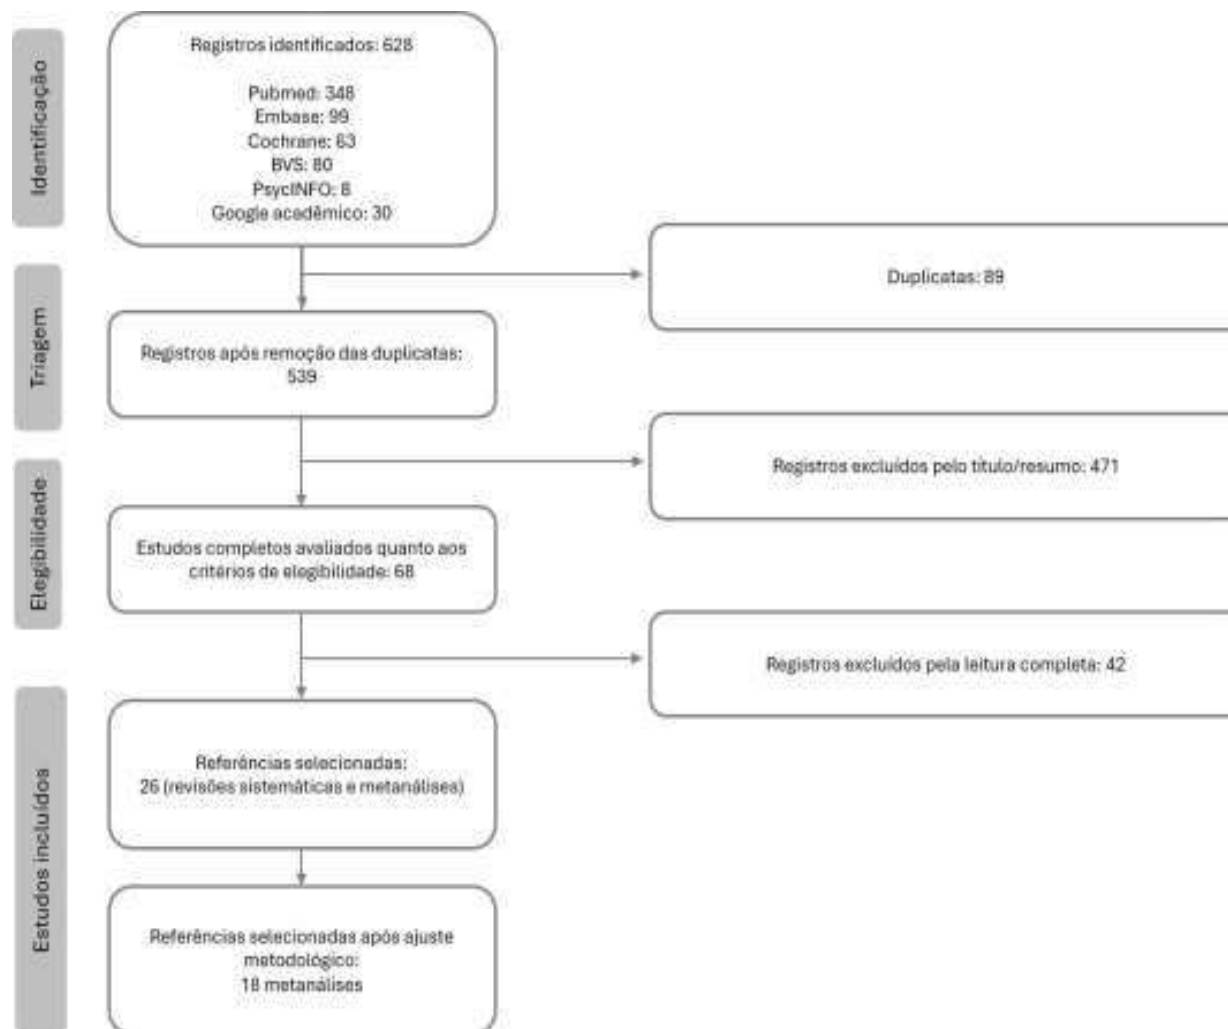 Identificação
Registros identificados: 628
Pubmed: 348
Embase: 99
Cochrane: 63
BVS: 80
PsycINFO: 8
Google acadêmico: 30
Duplicatas: 89
Triagem
Registros após remoção das duplicatas:
539
Registros excluídos pelo título/resumo: 471
Elegibilidade
Estudos completos avaliados quanto aos
critérios de elegibilidade: 68
Registros excluídos pela leitura completa: 42
Estudos incluídos
Referências selecionadas:
26 (revisões sistemáticas e metanálises)
Referências selecionadas após ajuste
metodológico:
18 metanálises